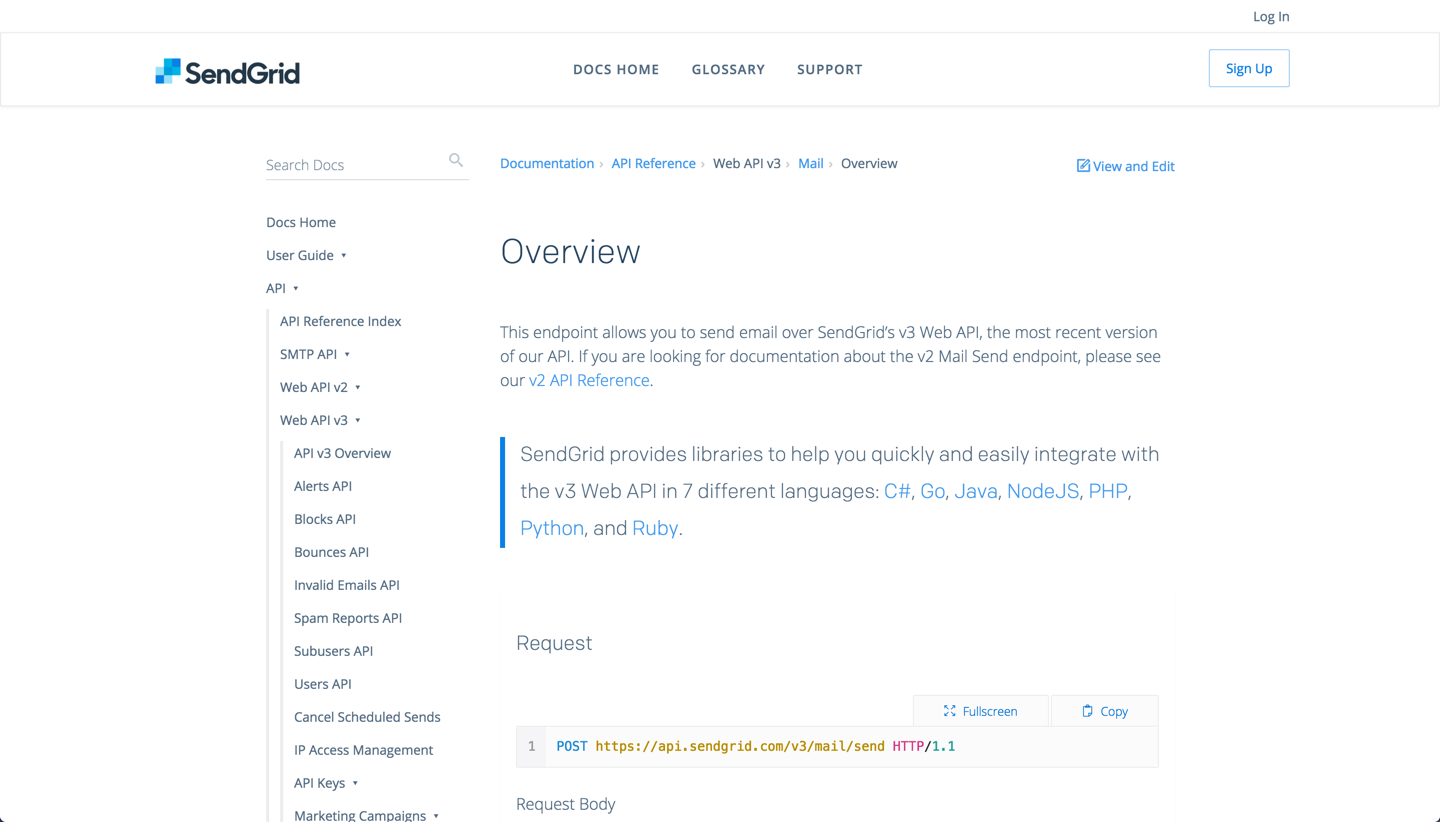 Log In
SendGrid
DOCS HOME GLOSSARY SUPPORT
Sign Up
Search Docs
Docs Home
User Guide
API
API Reference Index
SMTP API
Web API v2
Web API v3
API v3 Overview
Alerts API
Blocks API
Bounces API
Invalid Emails API
Spam Reports API
Subusers API
Users API
Cancel Scheduled Sends
IP Access Management
API Keys
Marketing Campaigns
Documentation › API Reference › Web API v3 › Mail › Overview
View and Edit
Overview
This endpoint allows you to send email over SendGrid’s v3 Web API, the most recent version
of our API. If you are looking for documentation about the v2 Mail Send endpoint, please see
our v2 API Reference.
SendGrid provides libraries to help you quickly and easily integrate with
the v3 Web API in 7 different languages: C#, Go, Java, NodeJS, PHP,
Python, and Ruby.
Request
Fullscreen Copy
1 POST https://api.sendgrid.com/v3/mail/send HTTP/1.1
Request Body